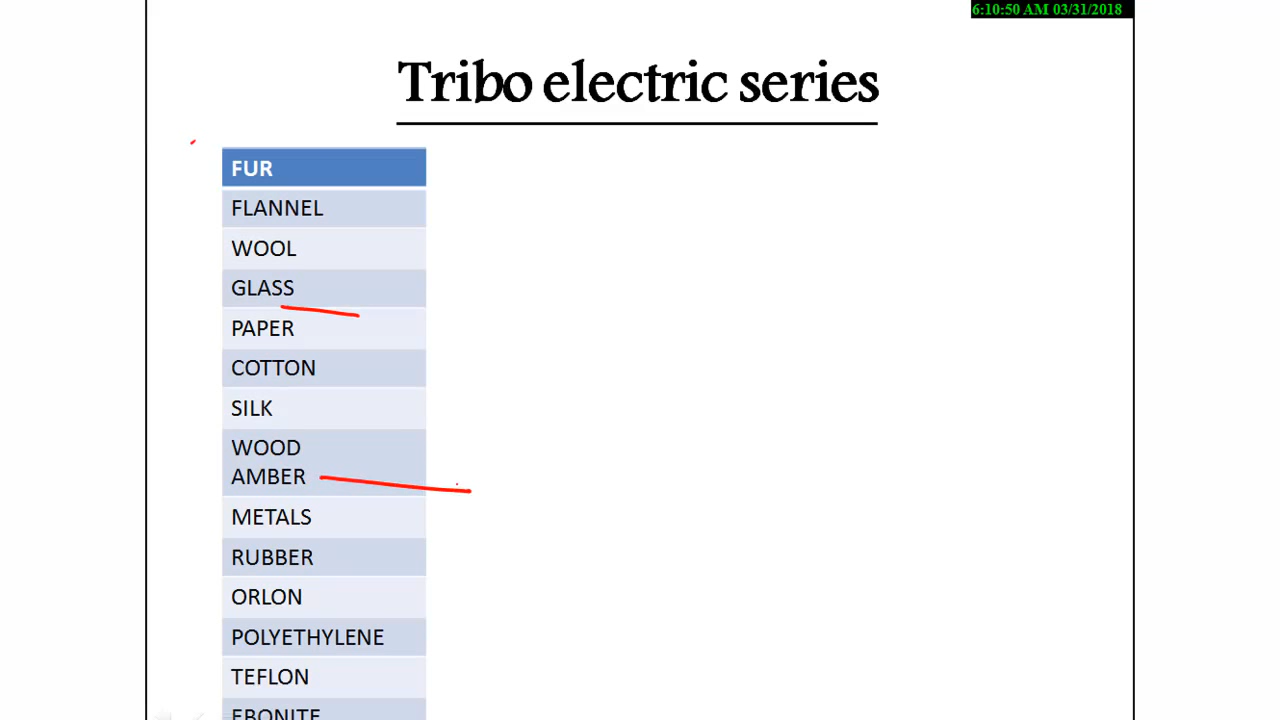 6:10:50 AM 03/31/2018
Tribo electric series
FUR
FLANNEL
WOOL
GLASS
PAPER
COTTON
SILK
WOOD
AMBER
METALS
RUBBER
ORLON
POLYETHYLENE
TEFLON
EBONITE